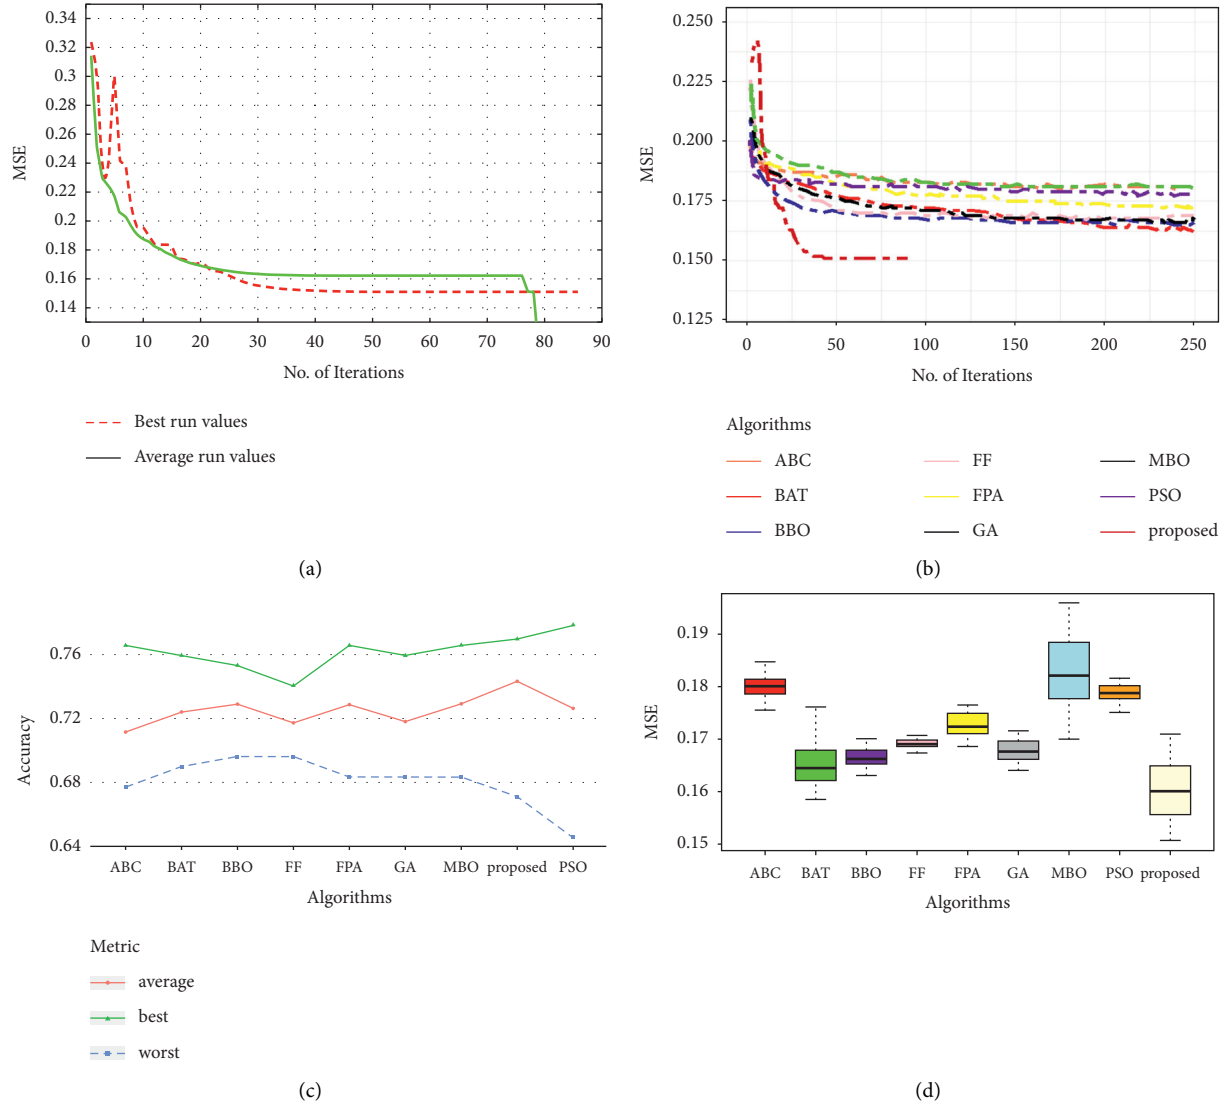 0.34
0.32
0.3
0.28
0.26
0.24
0.22
0.2
0.18
0.16
0.14
MSE
0 10 20 30 40 50 60 70 80 90
No. of Iterations
Best run values
Average run values
(a)
0.250
0.225
0.200
0.175
0.150
0.125
MSE
0 50 100 150 200 250
No. of Iterations
Algorithms
ABC FF MBO
BAT FPA PSO
BBO GA proposed
(b)
0.76
0.72
0.68
0.64
Accuracy
ABC BAT BBO FF FPA GA MBO proposed PSO
Algorithms
Metric
average
best
worst
(c)
0.19
0.18
0.17
0.16
0.15
MSE
ABC BAT BBO FF FPA GA MBO PSO proposed
Algorithms
(d)